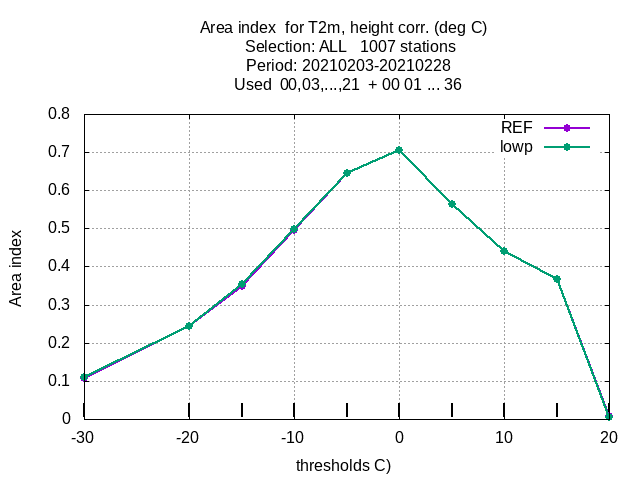 Area index  for T2m, height corr. (deg C)
Selection: ALL   1007 stations
Period: 20210203-20210228
Used  00,03,...,21  + 00 01 ... 36
REF
lowp
0.8
0.7
0.6
0.5
0.4
0.3
0.2
0.1
0
Area index
-30
-20
-10
0
10
20
thresholds C)